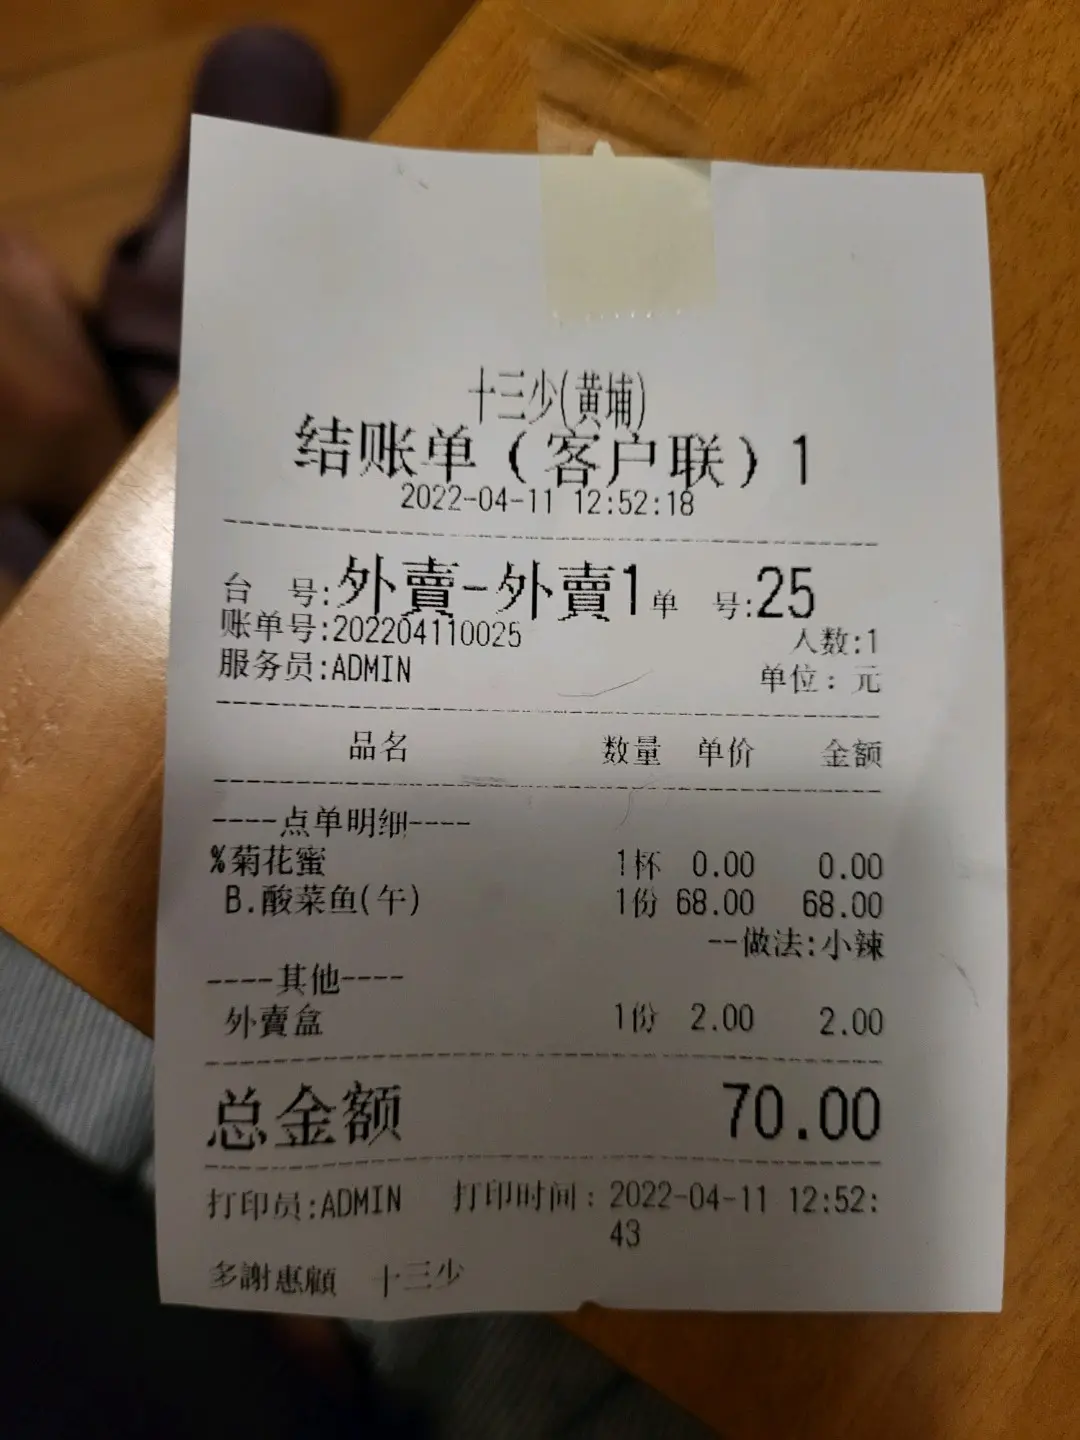 十三少(黄埔)
结账单（客户联）1
2022-04-11 12:52:18
台 号:外賣-外賣1 单 号:25
账单号:202204110025 人数:1
服务员:ADMIN 单位: 元
品名 数量 单价 金额
----点单明细----
%菊花蜜 1杯 0.00 0.00
B.酸菜鱼(午) 1份 68.00 68.00
--做法:小辣
----其他----
外賣盒 1份 2.00 2.00
总金额 70.00
打印员:ADMIN 打印时间: 2022-04-11 12:52:
43
多謝惠顧 十三少